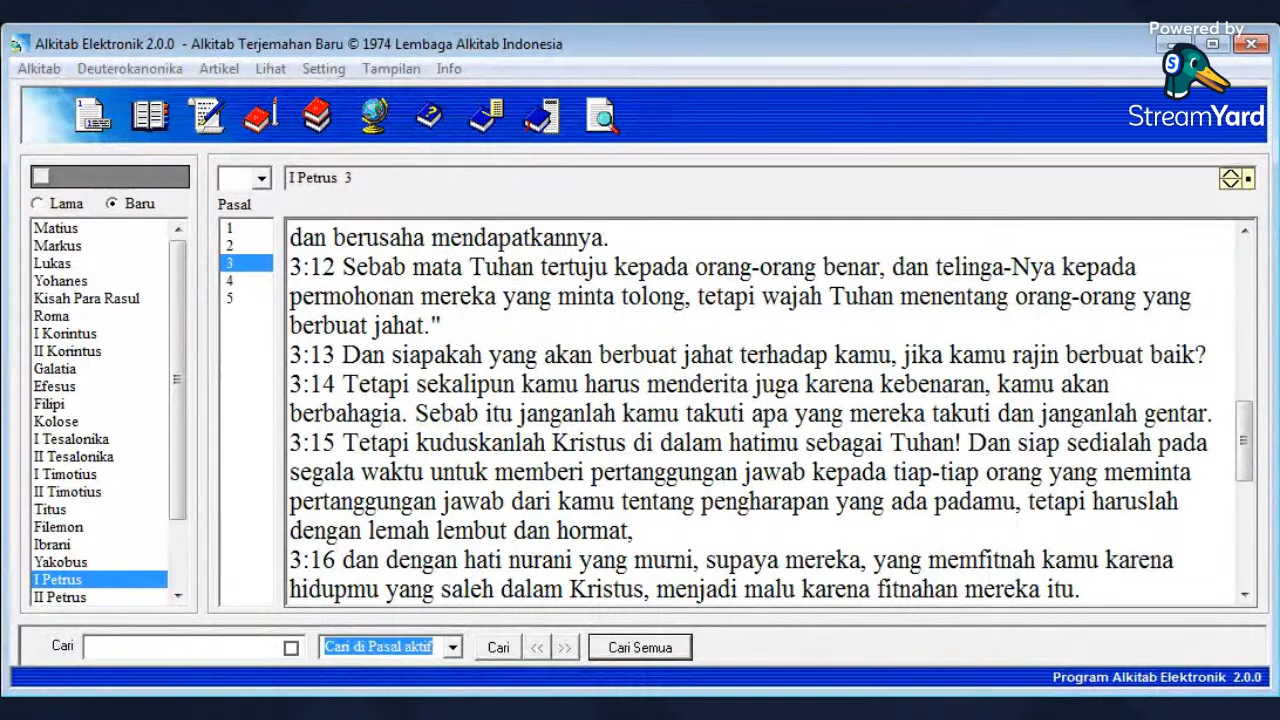 Powered by
StreamYard
Alkitab Elektronik 2.0.0 - Alkitab Terjemahan Baru © 1974 Lembaga Alkitab Indonesia
Alkitab Deuterokanonika Artikel Lihat Setting Tampilan Info
I Petrus 3
Lama Baru
Pasal
Matius
Markus
Lukas
Yohanes
Kisah Para Rasul
Roma
I Korintus
II Korintus
Galatia
Efesus
Filipi
Kolose
I Tesalonika
II Tesalonika
I Timotius
II Timotius
Titus
Filemon
Ibrani
Yakobus
I Petrus
II Petrus
1
2
3
4
5
dan berusaha mendapatkannya.
3:12 Sebab mata Tuhan tertuju kepada orang-orang benar, dan telinga-Nya kepada
permohonan mereka yang minta tolong, tetapi wajah Tuhan menentang orang-orang yang
berbuat jahat."
3:13 Dan siapakah yang akan berbuat jahat terhadap kamu, jika kamu rajin berbuat baik?
3:14 Tetapi sekalipun kamu harus menderita juga karena kebenaran, kamu akan
berbahagia. Sebab itu janganlah kamu takuti apa yang mereka takuti dan janganlah gentar.
3:15 Tetapi kuduskanlah Kristus di dalam hatimu sebagai Tuhan! Dan siap sedialah pada
segala waktu untuk memberi pertanggungan jawab kepada tiap-tiap orang yang meminta
pertanggungan jawab dari kamu tentang pengharapan yang ada padamu, tetapi haruslah
dengan lemah lembut dan hormat,
3:16 dan dengan hati nurani yang murni, supaya mereka, yang memfitnah kamu karena
hidupmu yang saleh dalam Kristus, menjadi malu karena fitnahan mereka itu.
Cari Cari di Pasal aktif Cari << >> Cari Semua
Program Alkitab Elektronik 2.0.0